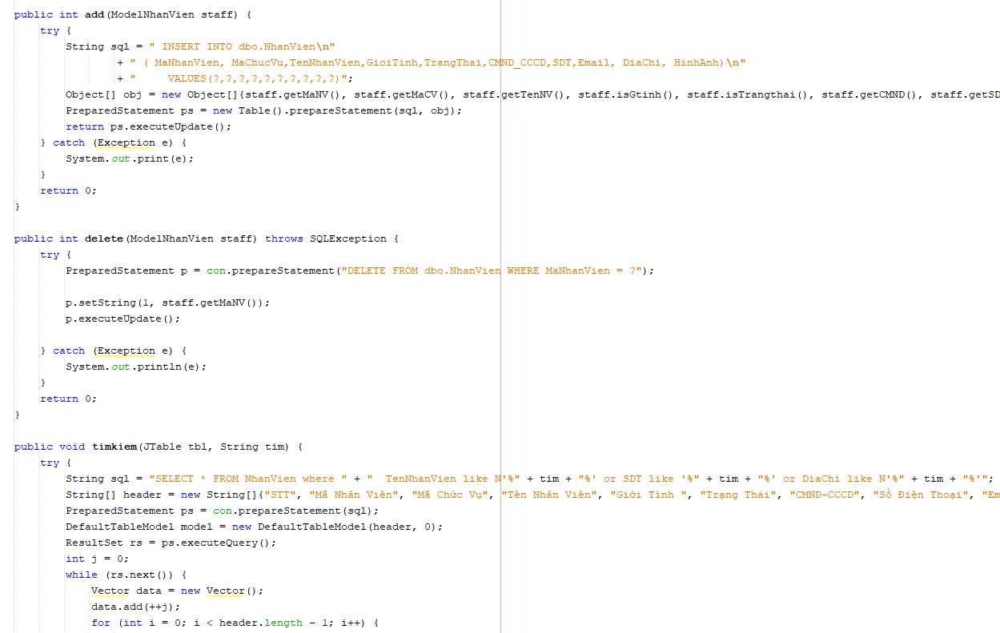 public int add(ModelNhanVien staff) {
try {
String sql = " INSERT INTO dbo.NhanVien\n"
+ " ( MaNhanVien, MaChucVu,TenNhanVien,GioiTinh,TrangThai,CMND_CCCD,SDT,Email, DiaChi, HinhAnh)\n"
+ "     VALUES(?,?,?,?,?,?,?,?,?,?)";
Object[] obj = new Object[]{staff.getMaNV(), staff.getMaCV(), staff.getTenNV(), staff.isGtinh(), staff.isTrangthai(), staff.getCMND(), staff.getSD
PreparedStatement ps = new Table().prepareStatement(sql, obj);
return ps.executeUpdate();
} catch (Exception e) {
System.out.print(e);
}
return 0;
}
public int delete(ModelNhanVien staff) throws SQLException {
try {
PreparedStatement p = con.prepareStatement("DELETE FROM dbo.NhanVien WHERE MaNhanVien = ?");
p.setString(1, staff.getMaNV());
p.executeUpdate();
} catch (Exception e) {
System.out.println(e);
}
return 0;
}
public void timkiem(JTable tbl, String tim) {
try {
String sql = "SELECT * FROM NhanVien where " + "  TenNhanVien like N'%" + tim + "%' or SDT like '%" + tim + "%' or DiaChi like N'%" + tim + "%'";
String[] header = new String[]{"STT", "Mã Nhân Viên", "Mã Chức Vụ", "Tên Nhân Viên", "Giới Tính ", "Trạng Thái", "CMND-CCCD", "Số Điện Thoại", "Em
PreparedStatement ps = con.prepareStatement(sql);
DefaultTableModel model = new DefaultTableModel(header, 0);
ResultSet rs = ps.executeQuery();
int j = 0;
while (rs.next()) {
Vector data = new Vector();
data.add(++j);
for (int i = 0; i < header.length - 1; i++) {